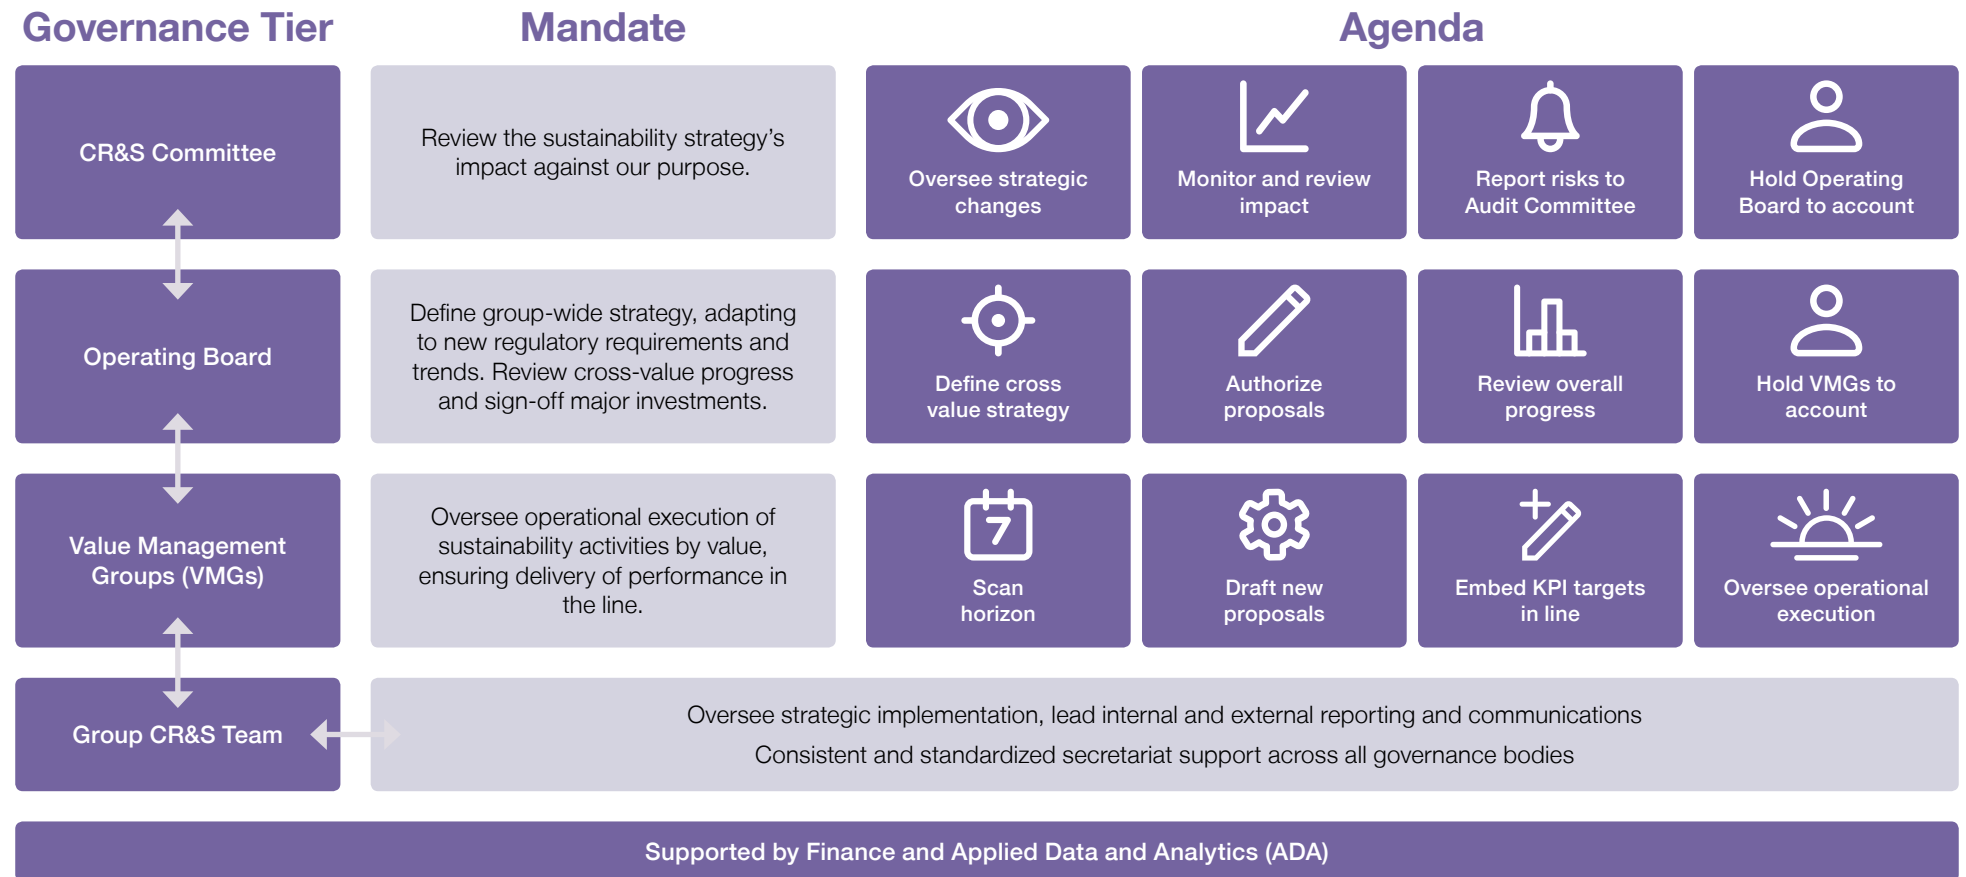 Governance Tier
Mandate
Agenda
CR&S Committee
Review the sustainability strategy's
impact against our purpose.
Oversee strategic
changes
Monitor and review
impact
Report risks to
Audit Committee
Hold Operating
Board to account
Operating Board
Define group-wide strategy, adapting
to new regulatory requirements and
trends. Review cross-value progress
and sign-off major investments.
Define cross
value strategy
Authorize
proposals
Review overall
progress
Hold VMGs to
account
Value Management
Groups (VMGs)
Oversee operational execution of
sustainability activities by value,
ensuring delivery of performance in
the line.
7
Scan
horizon
Draft new
proposals
Embed KPI targets
in line
Oversee operational
execution
Group CR&S Team
Oversee strategic implementation, lead internal and external reporting and communications
Consistent and standardized secretariat support across all governance bodies
Supported by Finance and Applied Data and Analytics (ADA)